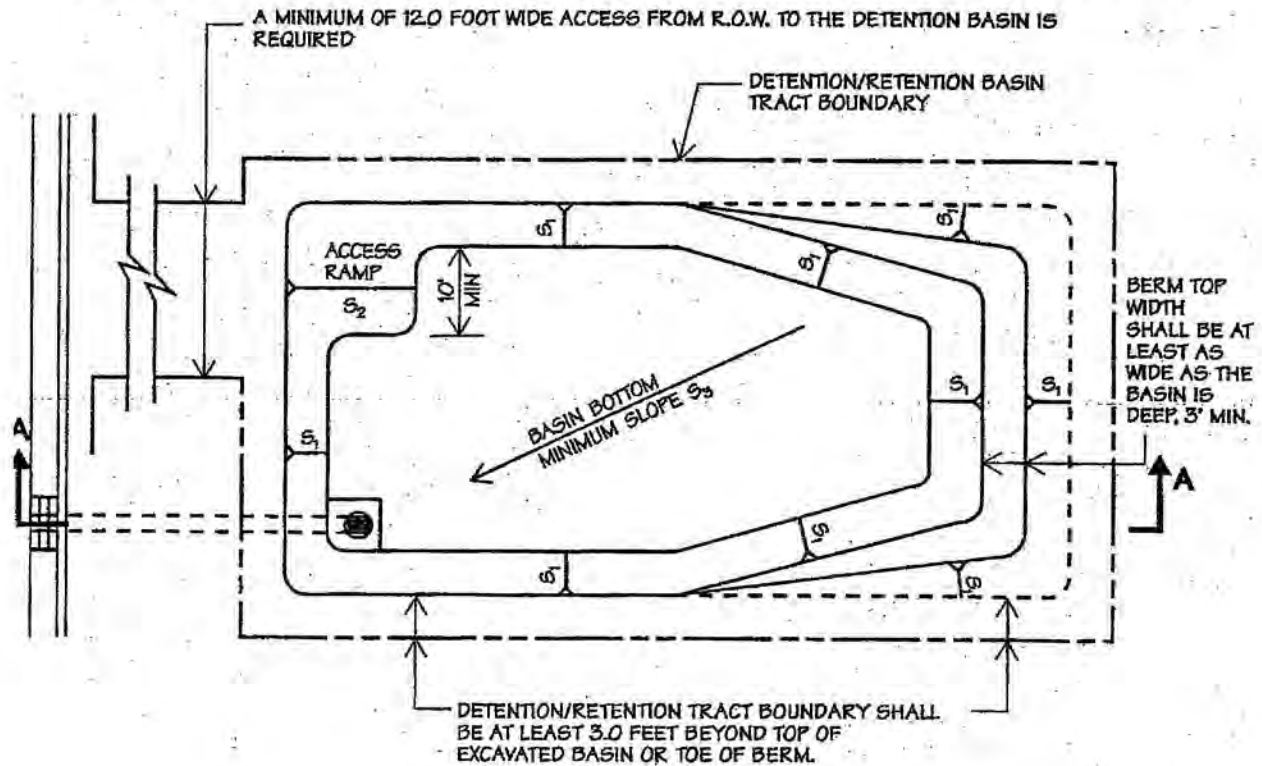 A MINIMUM OF 12.0 FOOT WIDE ACCESS FROM R.O.W. TO THE DETENTION BASIN IS
REQUIRED
DETENTION/RETENTION BASIN
TRACT BOUNDARY
S1
S1
ACCESS
RAMP
S2
10'
MIN
S1
BERM TOP
WIDTH
SHALL BE AT
LEAST AS
WIDE AS THE
BASIN IS
DEEP, 3' MIN.
S1
S1
BASIN BOTTOM
MINIMUM SLOPE S3
A
S1
A
S1
S1
S1
DETENTION/RETENTION TRACT BOUNDARY SHALL
BE AT LEAST 3.0 FEET BEYOND TOP OF
EXCAVATED BASIN OR TOE OF BERM.